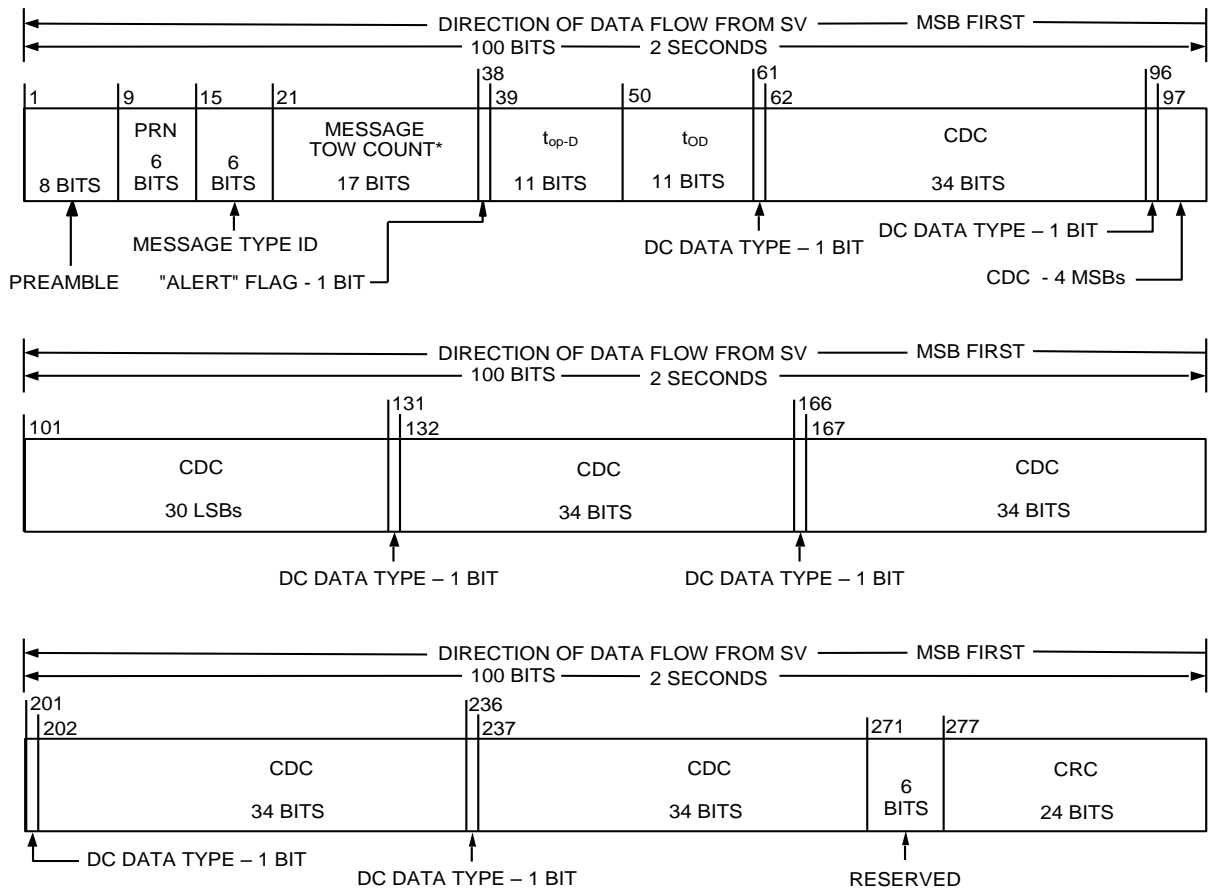 DIRECTION OF DATA FLOW FROM SV MSB FIRST
100 BITS 2 SECONDS
1 9 15 21 38 39 50 61 62 96 97
8 BITS
PRN
6
BITS
6
BITS
MESSAGE
TOW COUNT*
17 BITS
top-D
11 BITS
tOD
11 BITS
CDC
34 BITS
PREAMBLE
MESSAGE TYPE ID
"ALERT" FLAG - 1 BIT
DC DATA TYPE – 1 BIT
DC DATA TYPE – 1 BIT
CDC - 4 MSBs
DIRECTION OF DATA FLOW FROM SV MSB FIRST
100 BITS 2 SECONDS
101 131 132 166 167
CDC
30 LSBs
CDC
34 BITS
CDC
34 BITS
DC DATA TYPE – 1 BIT
DC DATA TYPE – 1 BIT
DIRECTION OF DATA FLOW FROM SV MSB FIRST
100 BITS 2 SECONDS
201 202 236 237 271 277
CDC
34 BITS
CDC
34 BITS
6
BITS
CRC
24 BITS
DC DATA TYPE – 1 BIT
DC DATA TYPE – 1 BIT
RESERVED